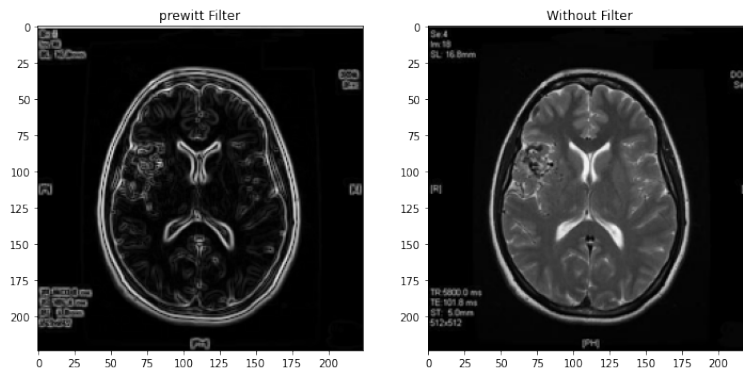 prewitt Filter
Without Filter
0
25
50
75
100
125
150
175
200
0 25 50 75 100 125 150 175 200
0
25
50
75
100
125
150
175
200
0 25 50 75 100 125 150 175 200
Se:4
Im:18
SL: 16.8mm
[R]
TR:5800.0 ms
TE:101.8 ms
ST: 5.0mm
512x512
[PH]